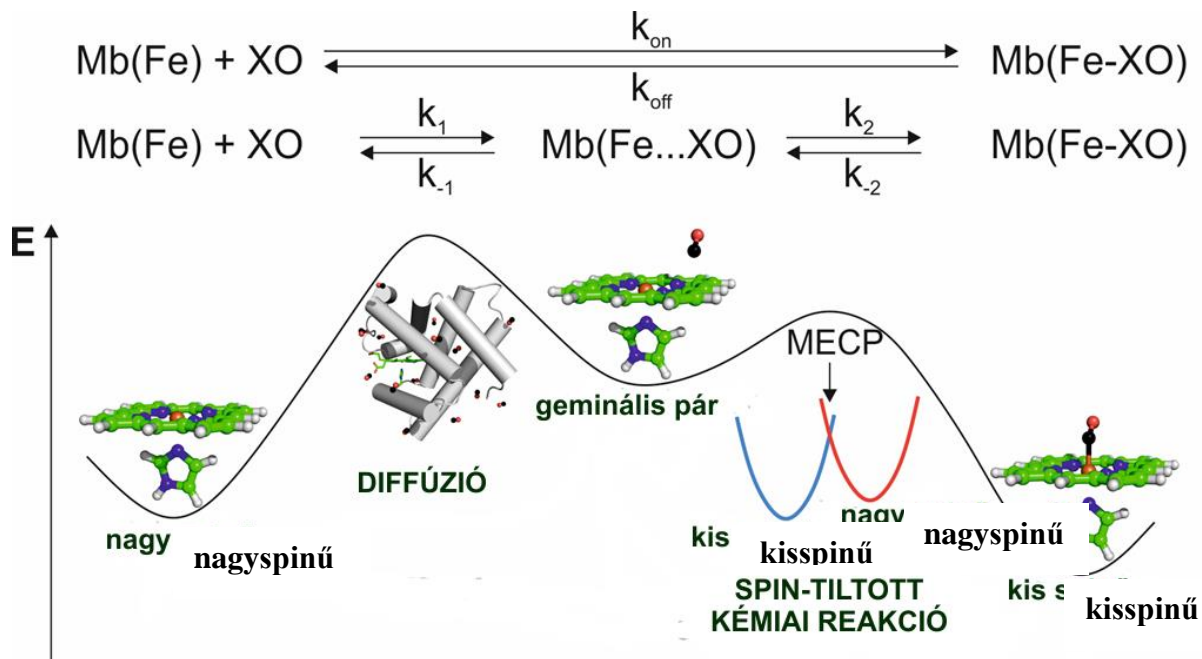 k_on
Mb(Fe) + XO Mb(Fe-XO)
k_off
k_1 k_2
Mb(Fe) + XO Mb(Fe...XO) Mb(Fe-XO)
k_-1 k_-2
E
MECP
geminális pár
DIFFÚZIÓ
nagy
nagyspinű
kis
kisspinű
nagy
nagyspinű
SPIN-TILTOTT
KÉMIAI REAKCIÓ
kis s
kisspinű